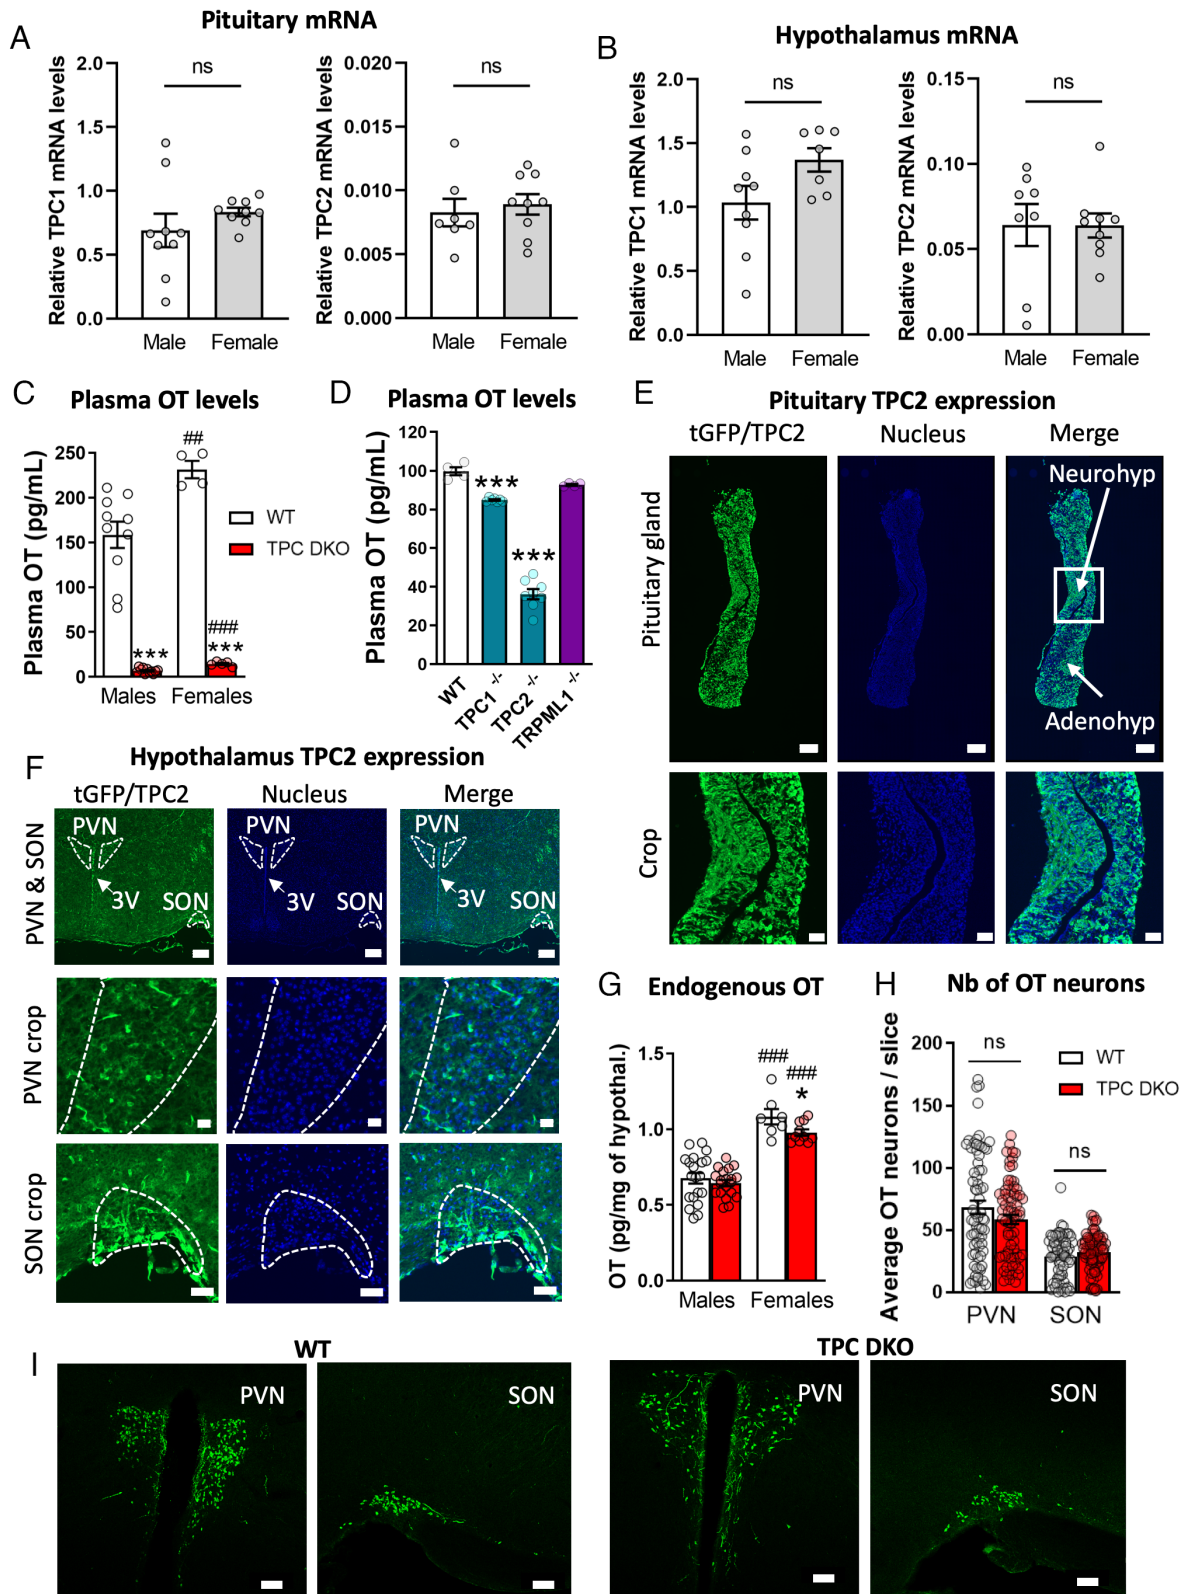 A
Pituitary mRNA
Relative TPC1 mRNA levels
2.0
1.5
1.0
0.5
0.0
ns
Male
Female
Relative TPC2 mRNA levels
0.020
0.015
0.010
0.005
0.000
ns
Male
Female
B
Hypothalamus mRNA
Relative TPC1 mRNA levels
2.0
1.5
1.0
0.5
0.0
ns
Male
Female
Relative TPC2 mRNA levels
0.15
0.10
0.05
0.00
ns
Male
Female
C
Plasma OT levels
Plasma OT (pg/mL)
250
200
150
100
50
0
##
###
***
***
WT
TPC DKO
Males
Females
D
Plasma OT levels
Plasma OT (pg/mL)
120
100
80
60
40
20
0
***
***
WT
TPC1 -/-
TPC2 -/-
TRPML1 -/-
E
Pituitary TPC2 expression
tGFP/TPC2
Nucleus
Merge
Pituitary gland
Neurohyp
Adenohyp
Crop
F
Hypothalamus TPC2 expression
tGFP/TPC2
Nucleus
Merge
PVN & SON
PVN
3V
SON
PVN
3V
SON
PVN
3V
SON
PVN crop
SON crop
G
Endogenous OT
OT (pg/mg of hypothal.)
1.5
1.0
0.5
0.0
###
###
*
Males
Females
H
Nb of OT neurons
Average OT neurons / slice
200
150
100
50
0
ns
ns
WT
TPC DKO
PVN
SON
I
WT
PVN
SON
TPC DKO
PVN
SON